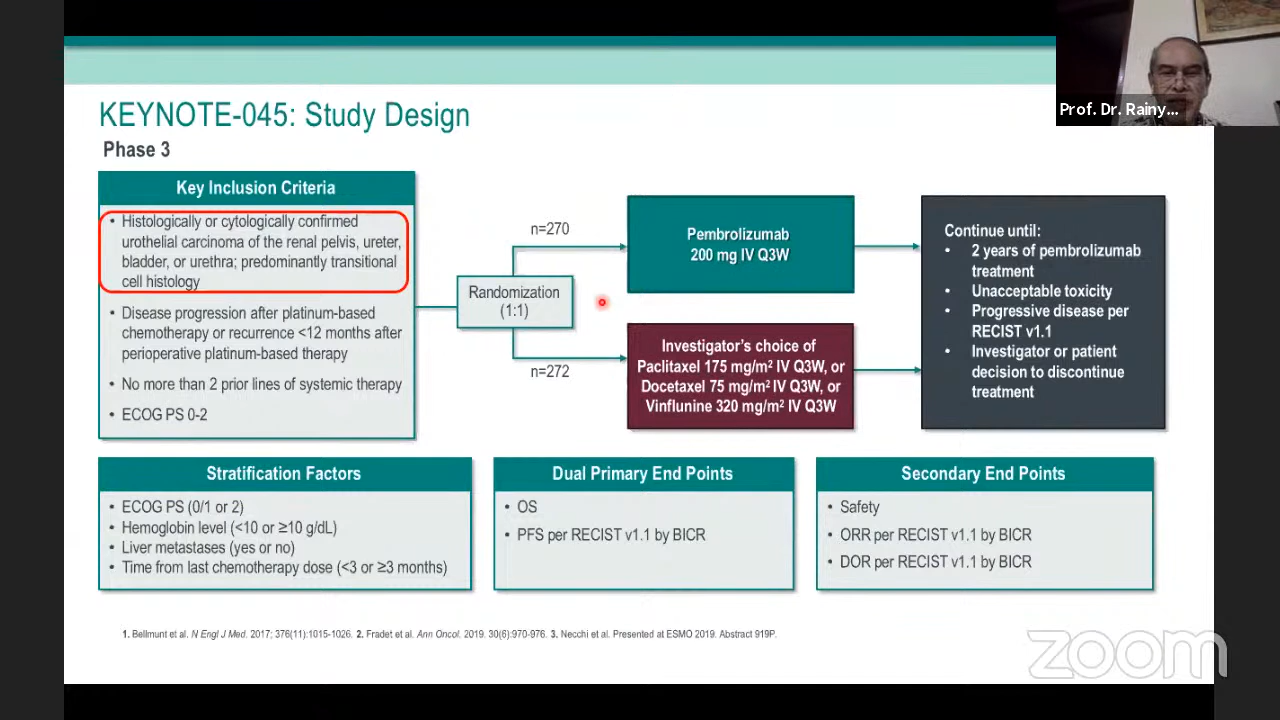 Prof. Dr. Rainy...
KEYNOTE-045: Study Design
Phase 3
Key Inclusion Criteria
• Histologically or cytologically confirmed
urothelial carcinoma of the renal pelvis, ureter,
bladder, or urethra; predominantly transitional
cell histology
• Disease progression after platinum-based
chemotherapy or recurrence <12 months after
perioperative platinum-based therapy
• No more than 2 prior lines of systemic therapy
• ECOG PS 0-2
Randomization
(1:1)
n=270
n=272
Pembrolizumab
200 mg IV Q3W
Investigator's choice of
Paclitaxel 175 mg/m² IV Q3W, or
Docetaxel 75 mg/m² IV Q3W, or
Vinflunine 320 mg/m² IV Q3W
Continue until:
• 2 years of pembrolizumab
treatment
• Unacceptable toxicity
• Progressive disease per
RECIST v1.1
• Investigator or patient
decision to discontinue
treatment
Stratification Factors
• ECOG PS (0/1 or 2)
• Hemoglobin level (<10 or ≥10 g/dL)
• Liver metastases (yes or no)
• Time from last chemotherapy dose (<3 or ≥3 months)
Dual Primary End Points
• OS
• PFS per RECIST v1.1 by BICR
Secondary End Points
• Safety
• ORR per RECIST v1.1 by BICR
• DOR per RECIST v1.1 by BICR
1. Bellmunt et al. N Engl J Med. 2017; 376(11):1015-1026. 2. Fradet et al. Ann Oncol. 2019. 30(6):970-976. 3. Necchi et al. Presented at ESMO 2019. Abstract 919P.
zoom